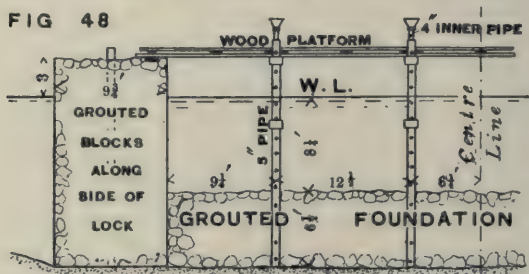 FIG 48
WOOD PLATFORM
4" INNER PIPE
3'
9½'
W. L.
GROUTED
BLOCKS
ALONG
SIDE OF
LOCK
5" PIPE
8¼'
Centre
Line
9¼'
12½
6¼'
GROUTED FOUNDATION
6½'